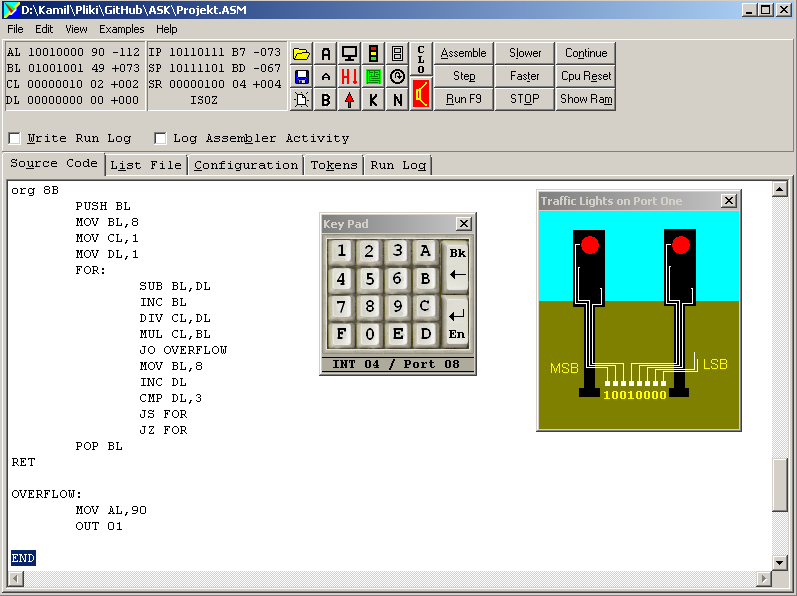 D:\Kamil\Pliki\GitHub\ASK\Projekt.ASM
File Edit View Examples Help
AL 10010000 90 -112 IP 10110111 B7 -073
BL 01001001 49 +073 SP 10111101 BD -067
CL 00000010 02 +002 SR 00000100 04 +004
DL 00000000 00 +000 ISOZ
A
H!
A
B K N
CLO
Assemble Slower Continue
Step Faster Cpu Reset
Run F9 STOP Show Ram
Write Run Log Log Assembler Activity
Source Code List File Configuration Tokens Run Log
org 8B
PUSH BL
MOV BL,8
MOV CL,1
MOV DL,1
FOR:
SUB BL,DL
INC BL
DIV CL,DL
MUL CL,BL
JO OVERFLOW
MOV BL,8
INC DL
CMP DL,3
JS FOR
JZ FOR
POP BL
RET
OVERFLOW:
MOV AL,90
OUT 01
END
Key Pad
1 2 3 A Bk
4 5 6 B
7 8 9 C
F 0 E D En
INT 04 / Port 08
Traffic Lights on Port One
MSB LSB
10010000